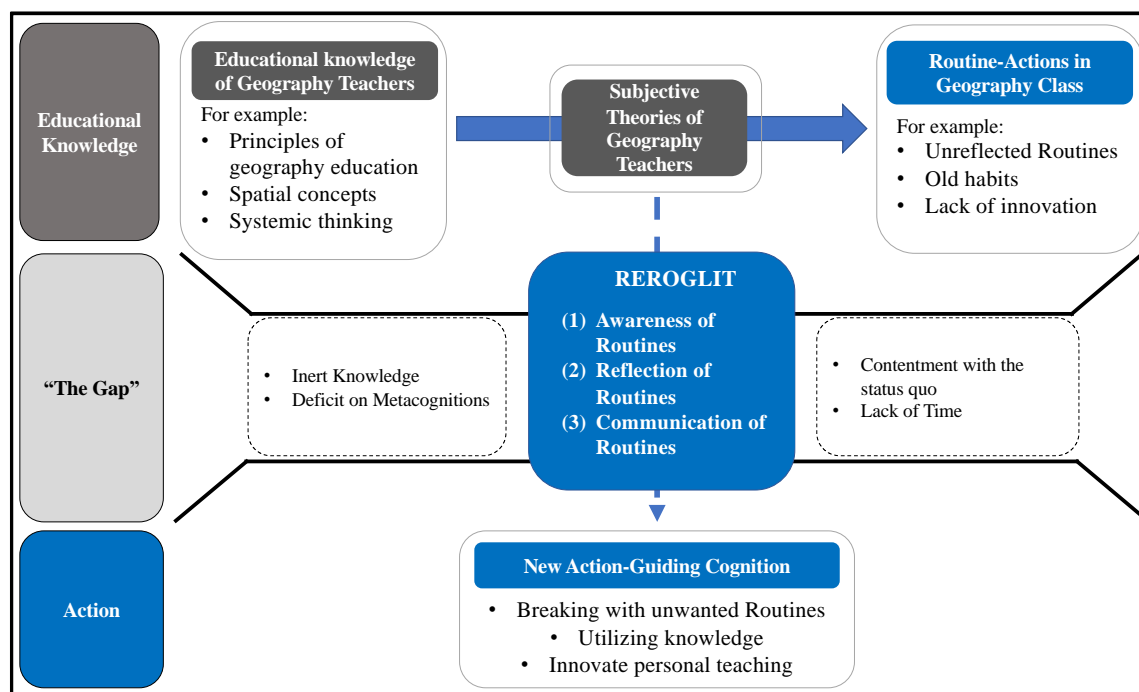 Educational
Knowledge
Educational knowledge
of Geography Teachers
For example:
• Principles of
geography education
• Spatial concepts
• Systemic thinking
Subjective
Theories of
Geography
Teachers
Routine-Actions in
Geography Class
For example:
• Unreflected Routines
• Old habits
• Lack of innovation
“The Gap”
• Inert Knowledge
• Deficit on Metacognitions
REROGLIT
(1) Awareness of
Routines
(2) Reflection of
Routines
(3) Communication of
Routines
• Contentment with the
status quo
• Lack of Time
Action
New Action-Guiding Cognition
• Breaking with unwanted Routines
• Utilizing knowledge
• Innovate personal teaching